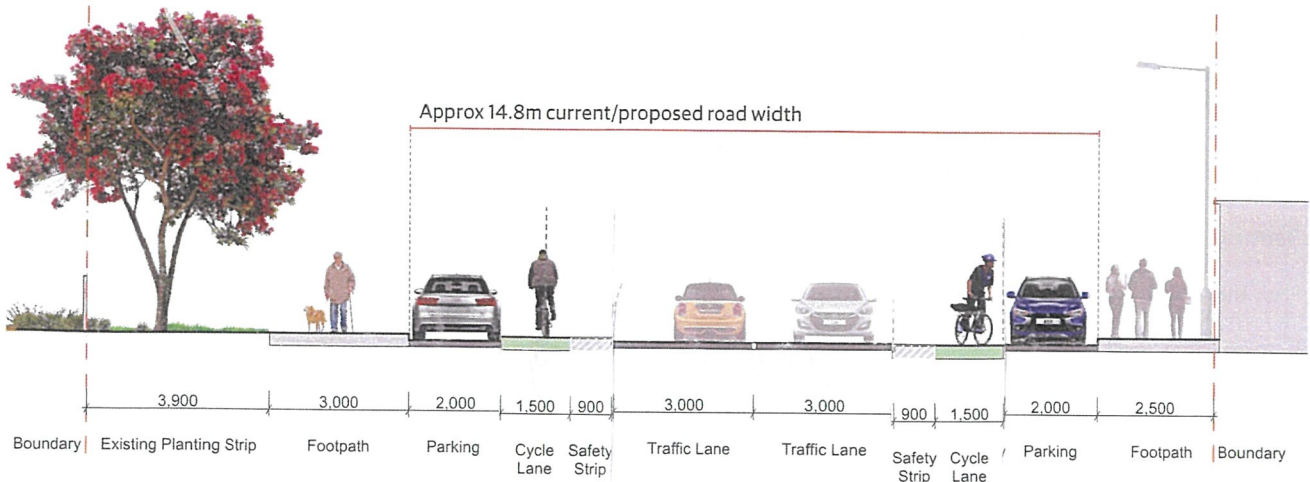 Approx 14.8m current/proposed road width
3,900 3,000 2,000 1,500 900 3,000 3,000 900 1,500 2,000 2,500
Boundary Existing Planting Strip Footpath Parking Cycle Safety Traffic Lane Traffic Lane Safety Cycle Parking Footpath Boundary
Lane Strip Strip Lane